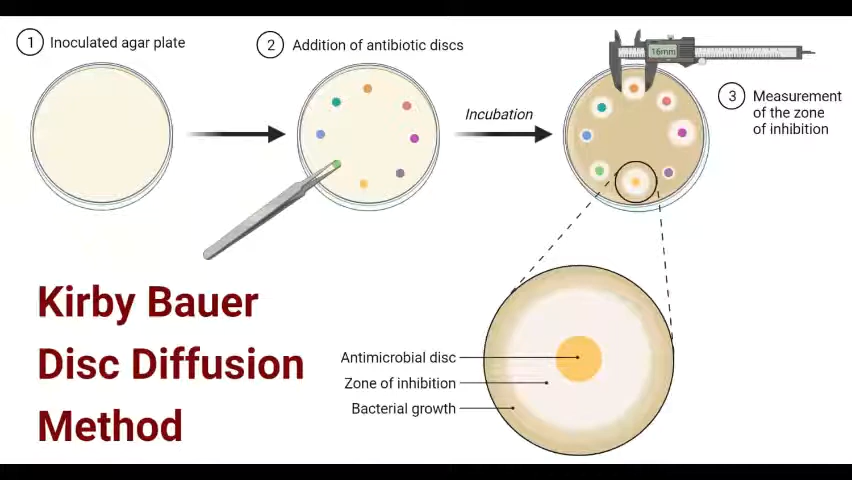 1 Inoculated agar plate
2 Addition of antibiotic discs
Incubation
16mm
3 Measurement
of the zone
of inhibition
Kirby Bauer
Disc Diffusion
Method
Antimicrobial disc
Zone of inhibition
Bacterial growth